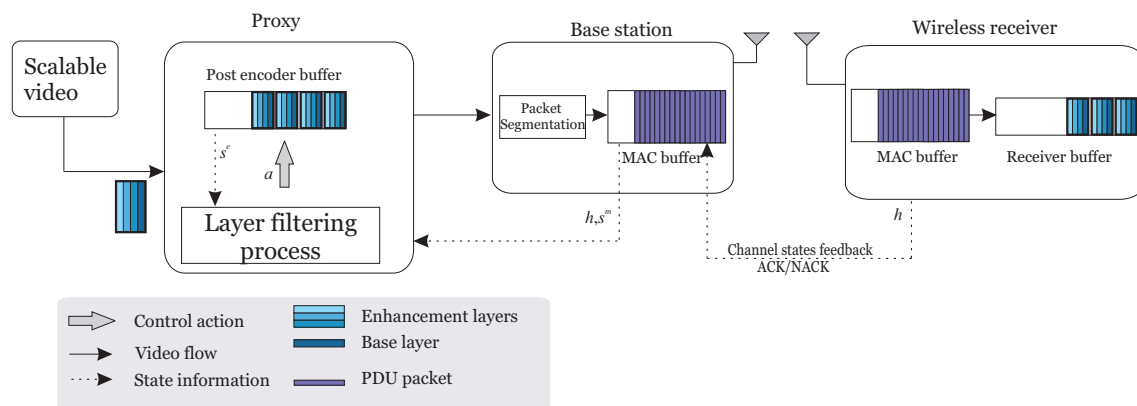 Proxy
Base station
Wireless receiver
Scalable
video
Post encoder buffer
s^e
a
Layer filtering
process
Packet
Segmentation
MAC buffer
h,s^m
MAC buffer
Receiver buffer
h
Channel states feedback
ACK/NACK
Control action
Video flow
State information
Enhancement layers
Base layer
PDU packet